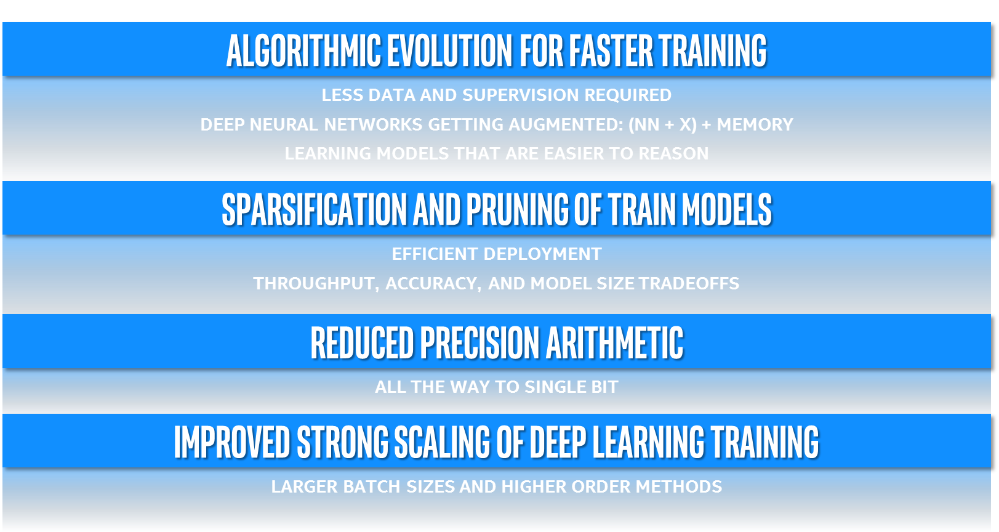 ALGORITHMIC EVOLUTION FOR FASTER TRAINING
LESS DATA AND SUPERVISION REQUIRED
DEEP NEURAL NETWORKS GETTING AUGMENTED: (NN + X) + MEMORY
LEARNING MODELS THAT ARE EASIER TO REASON
SPARSIFICATION AND PRUNING OF TRAIN MODELS
EFFICIENT DEPLOYMENT
THROUGHPUT, ACCURACY, AND MODEL SIZE TRADEOFFS
REDUCED PRECISION ARITHMETIC
ALL THE WAY TO SINGLE BIT
IMPROVED STRONG SCALING OF DEEP LEARNING TRAINING
LARGER BATCH SIZES AND HIGHER ORDER METHODS